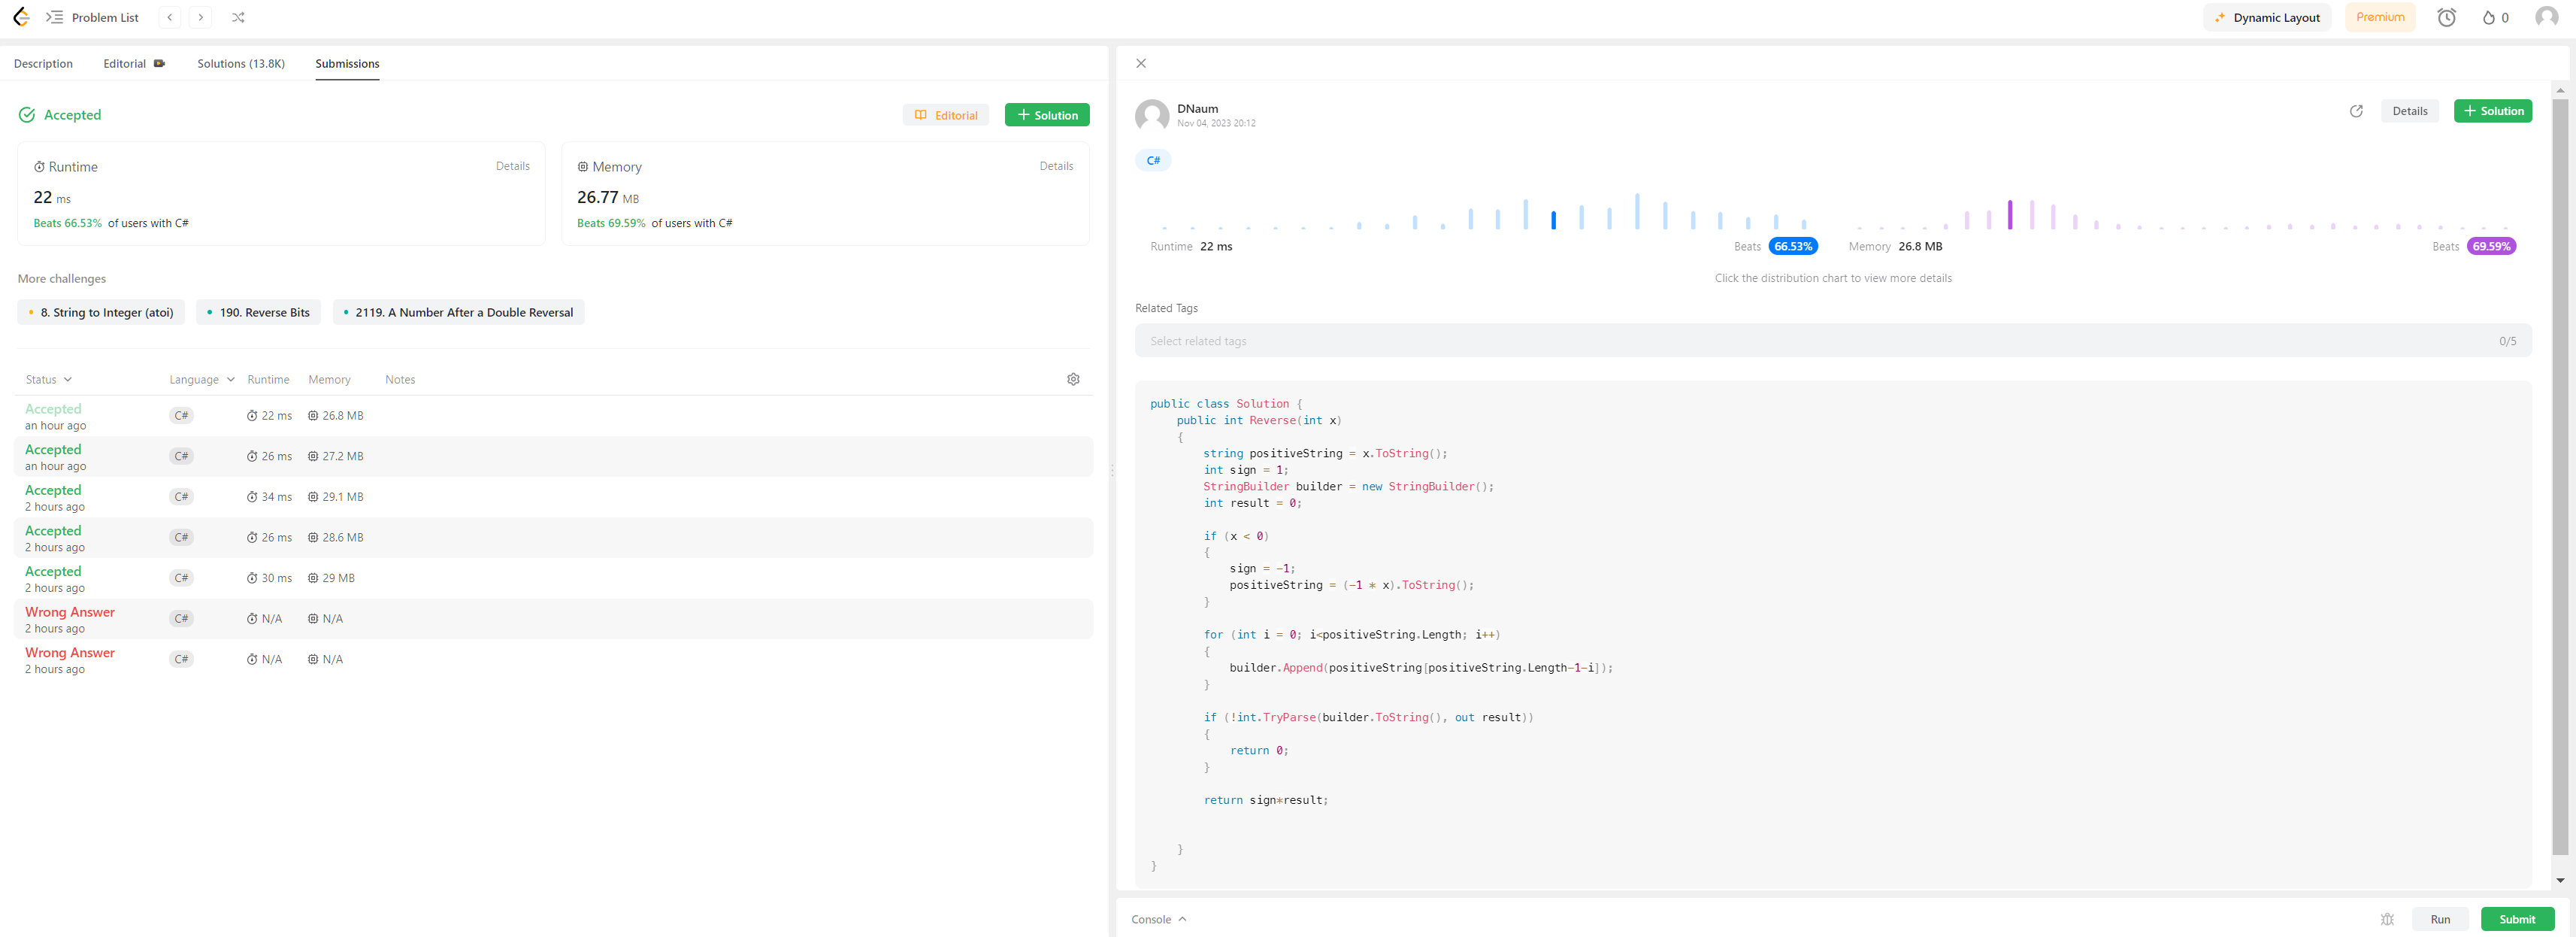 Problem List
Dynamic Layout
Premium
0
Description
Editorial
Solutions (13.8K)
Submissions
Accepted
Editorial
Solution
Runtime
Details
22 ms
Beats 66.53% of users with C#
Memory
Details
26.77 MB
Beats 69.59% of users with C#
More challenges
8. String to Integer (atoi)
190. Reverse Bits
2119. A Number After a Double Reversal
Status Language Runtime Memory Notes
Accepted
an hour ago
C# 22 ms 26.8 MB
Accepted
an hour ago
C# 26 ms 27.2 MB
Accepted
2 hours ago
C# 34 ms 29.1 MB
Accepted
2 hours ago
C# 26 ms 28.6 MB
Accepted
2 hours ago
C# 30 ms 29 MB
Wrong Answer
2 hours ago
C# N/A N/A
Wrong Answer
2 hours ago
C# N/A N/A
DNaum
Nov 04, 2023 20:12
Details
Solution
C#
Runtime 22 ms
Beats 66.53%
Memory 26.8 MB
Beats 69.59%
Click the distribution chart to view more details
Related Tags
Select related tags
0/5
public class Solution {
    public int Reverse(int x)
    {
        string positiveString = x.ToString();
        int sign = 1;
        StringBuilder builder = new StringBuilder();
        int result = 0;
        if (x < 0)
        {
            sign = -1;
            positiveString = (-1 * x).ToString();
        }
        for (int i = 0; i<positiveString.Length; i++)
        {
            builder.Append(positiveString[positiveString.Length-1-i]);
        }
        if (!int.TryParse(builder.ToString(), out result))
        {
            return 0;
        }
        return sign*result;
    }
}
Console
Run
Submit